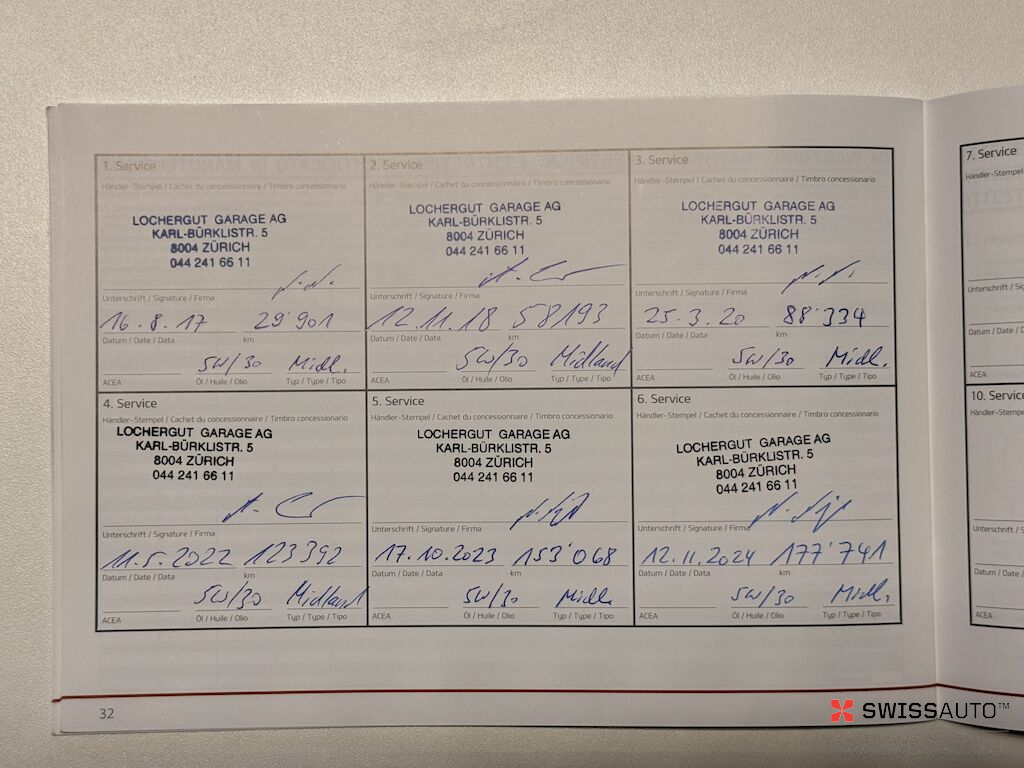 1. Service
Händler-Stempel / Cachet du concessionnaire / Timbro concessionario
LOCHERGUT GARAGE AG
KARL-BÜRKLISTR. 5
8004 ZÜRICH
044 241 66 11
Unterschrift / Signature / Firma
16.8.17 29'901
Datum / Date / Data km
5W/30 Midl.
ACEA Öl / Huile / Olio Typ / Type / Tipo
2. Service
Händler-Stempel / Cachet du concessionnaire / Timbro concessionario
LOCHERGUT GARAGE AG
KARL-BÜRKLISTR. 5
8004 ZÜRICH
044 241 66 11
Unterschrift / Signature / Firma
12.11.18 58193
Datum / Date / Data km
5W/30 Midland
ACEA Öl / Huile / Olio Typ / Type / Tipo
3. Service
Händler-Stempel / Cachet du concessionnaire / Timbro concessionario
LOCHERGUT GARAGE AG
KARL-BÜRKLISTR. 5
8004 ZÜRICH
044 241 66 11
Unterschrift / Signature / Firma
25.3.20 88'334
Datum / Date / Data km
5W/30 Midl.
ACEA Öl / Huile / Olio Typ / Type / Tipo
4. Service
Händler-Stempel / Cachet du concessionnaire / Timbro concessionario
LOCHERGUT GARAGE AG
KARL-BÜRKLISTR. 5
8004 ZÜRICH
044 241 66 11
Unterschrift / Signature / Firma
11.5.2022 123392
Datum / Date / Data km
5W/30 Midland
ACEA Öl / Huile / Olio Typ / Type / Tipo
5. Service
Händler-Stempel / Cachet du concessionnaire / Timbro concessionario
LOCHERGUT GARAGE AG
KARL-BÜRKLISTR. 5
8004 ZÜRICH
044 241 66 11
Unterschrift / Signature / Firma
17.10.2023 153'068
Datum / Date / Data km
5W/30 Midl.
ACEA Öl / Huile / Olio Typ / Type / Tipo
6. Service
Händler-Stempel / Cachet du concessionnaire / Timbro concessionario
LOCHERGUT GARAGE AG
KARL-BÜRKLISTR. 5
8004 ZÜRICH
044 241 66 11
Unterschrift / Signature / Firma
12.11.2024 177'741
Datum / Date / Data km
5W/30 Midl.
ACEA Öl / Huile / Olio Typ / Type / Tipo
32
7. Service
Händler-Stempel
Unterschrift / S
Datum / Date / D
ACEA
10. Service
Händler-Stempel
Unterschrift / S
Datum / Date / D
ACEA
SWISSAUTO™